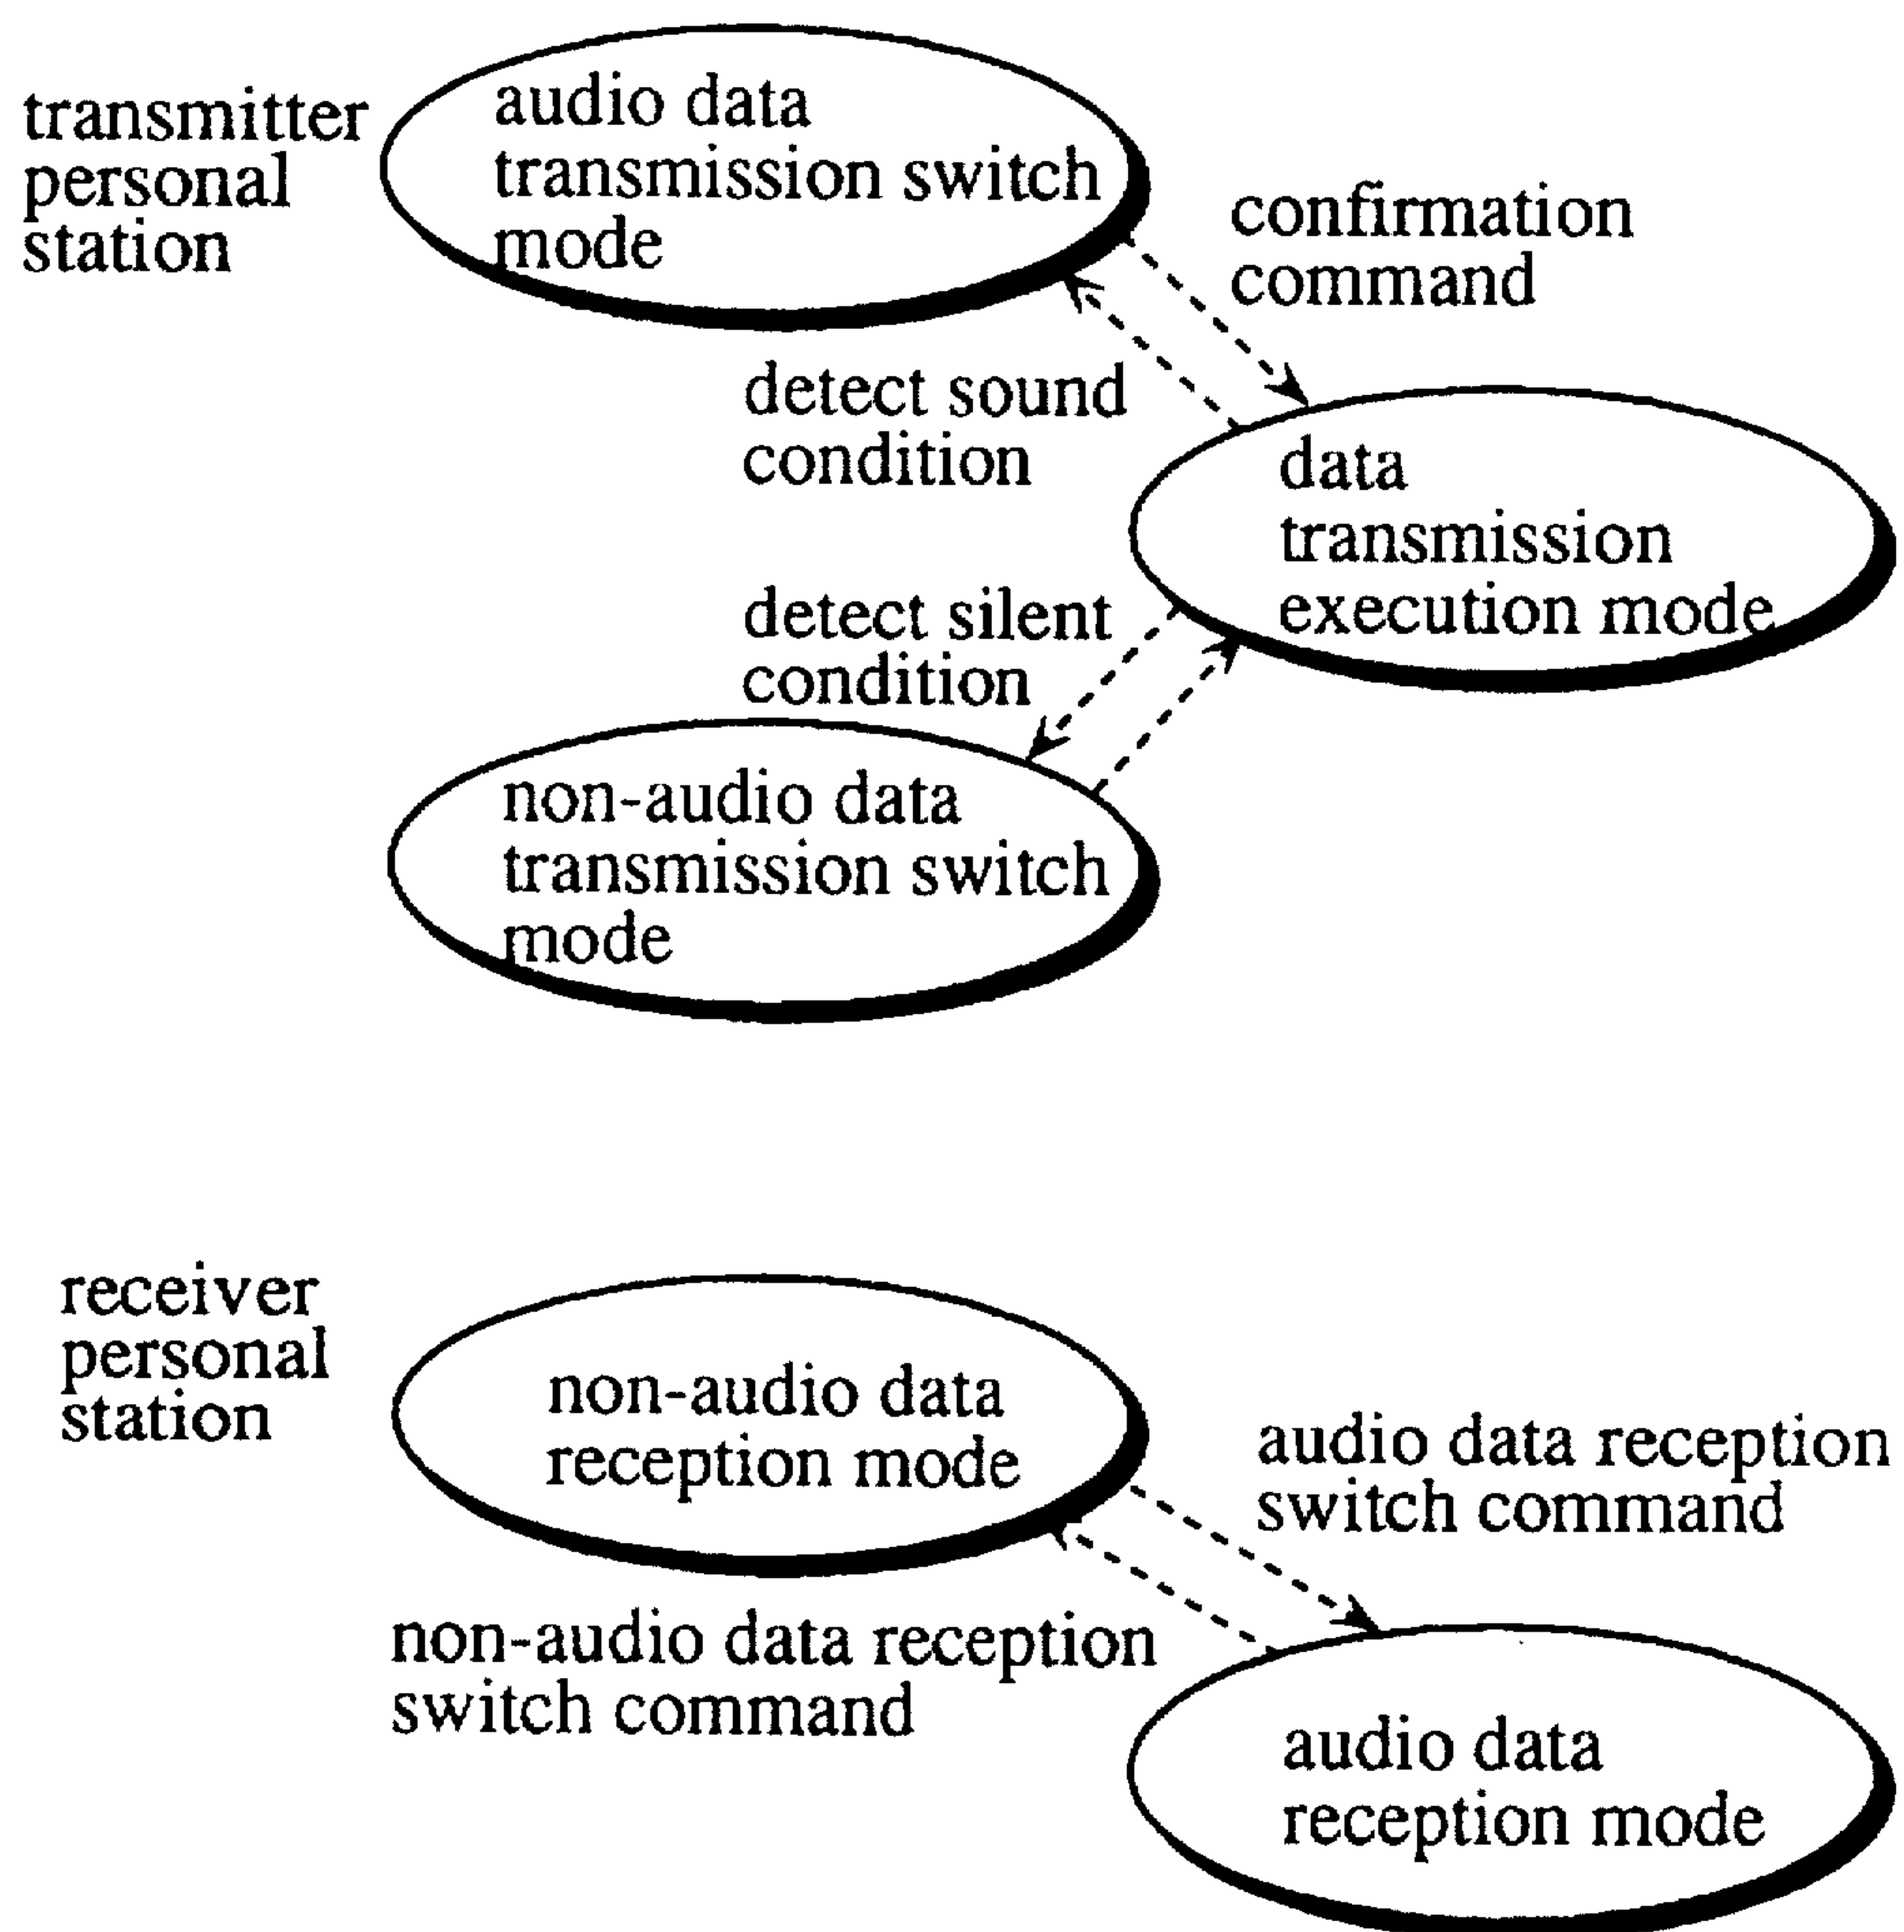 transmitter
personal
station
audio data
transmission switch
mode
confirmation
command
detect sound
condition
data
transmission
execution mode
detect silent
condition
non-audio data
transmission switch
mode
receiver
personal
station
non-audio data
reception mode
audio data reception
switch command
non-audio data reception
switch command
audio data
reception mode